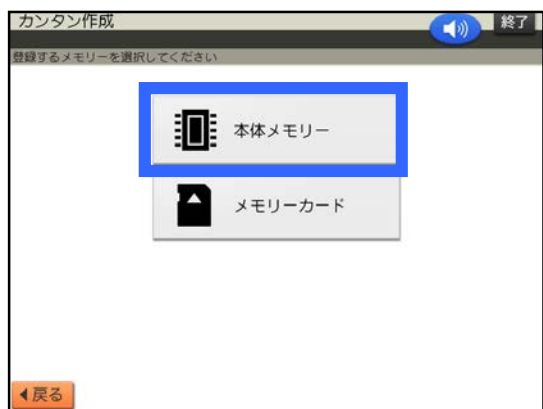 カンタン作成
終了
登録するメモリーを選択してください
本体メモリー
メモリーカード
戻る